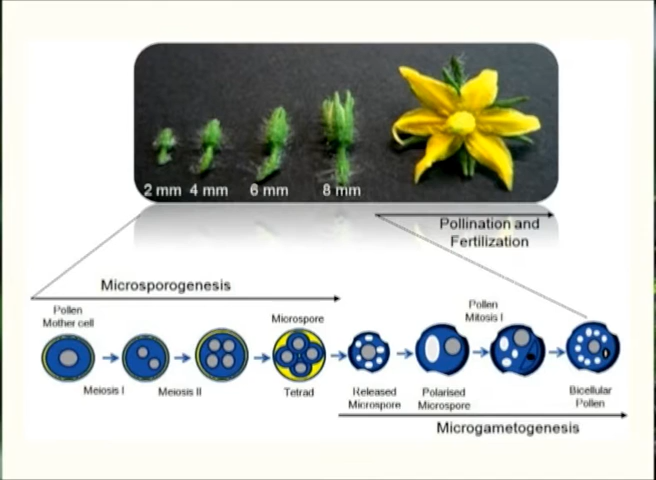 2 mm 4 mm 6 mm 8 mm
Pollination and
Fertilization
Microsporogenesis
Pollen
Mother cell
Meiosis I
Meiosis II
Microspore
Tetrad
Released
Microspore
Polarised
Microspore
Pollen
Mitosis I
Bicellular
Pollen
Microgametogenesis